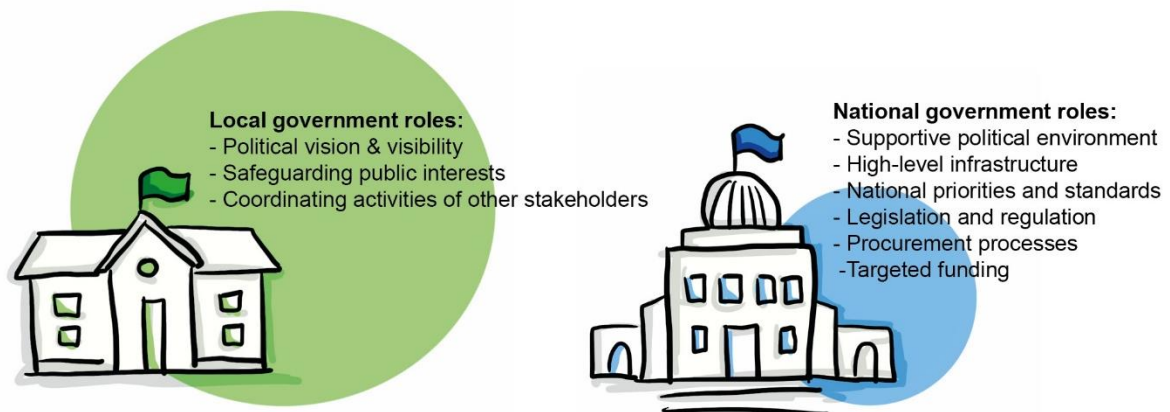 Local government roles:
- Political vision & visibility
- Safeguarding public interests
- Coordinating activities of other stakeholders
National government roles:
- Supportive political environment
- High-level infrastructure
- National priorities and standards
- Legislation and regulation
- Procurement processes
-Targeted funding